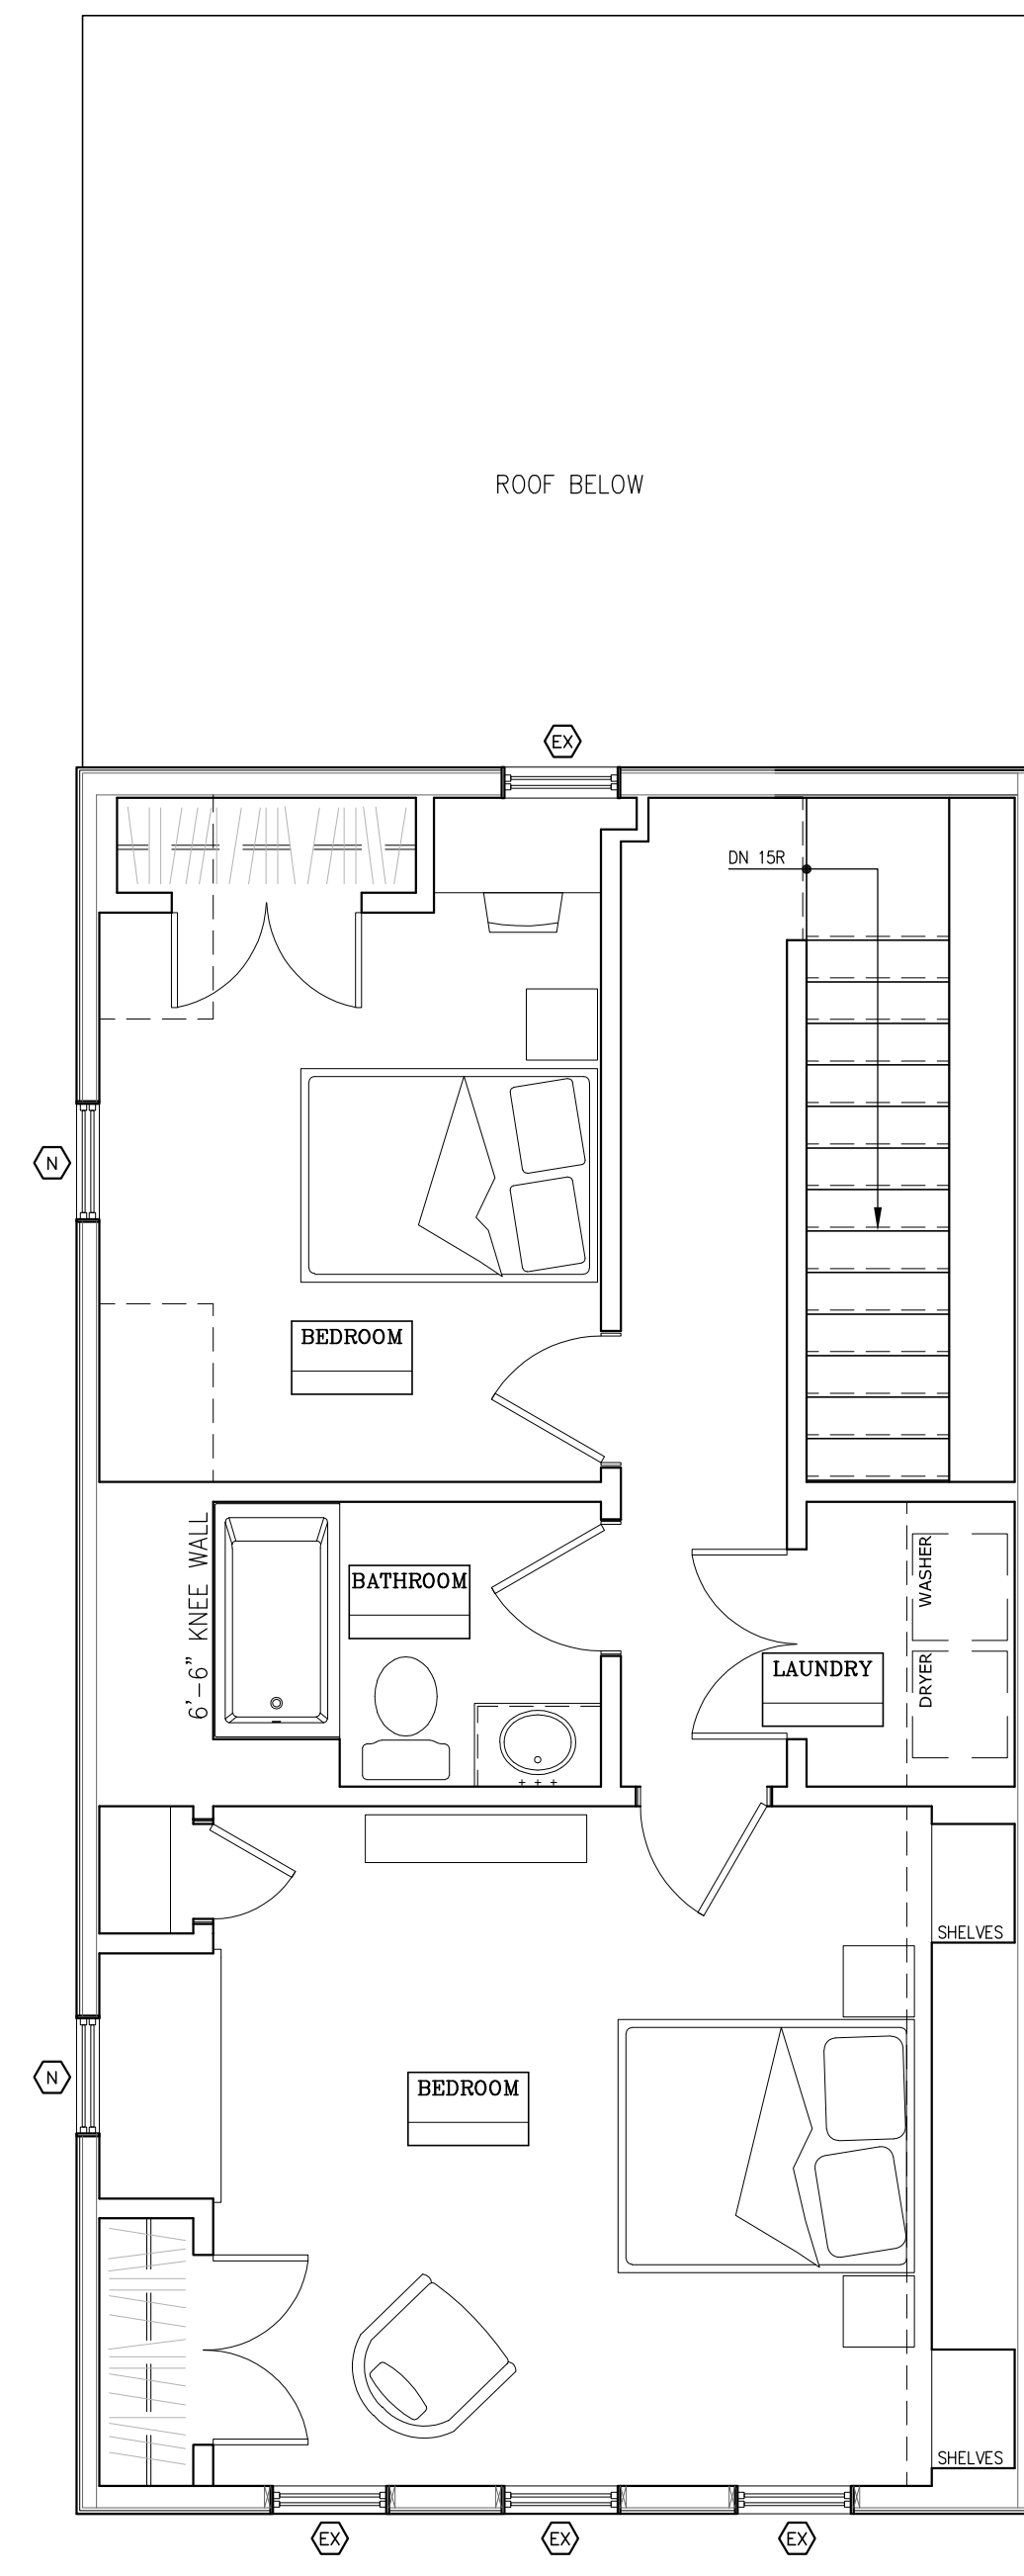 ROOF BELOW
EX
DN 15R
N
BEDROOM
6'-6" KNEE WALL
BATHROOM
WASHER
DRYER
LAUNDRY
SHELVES
N
BEDROOM
SHELVES
EX
EX
EX